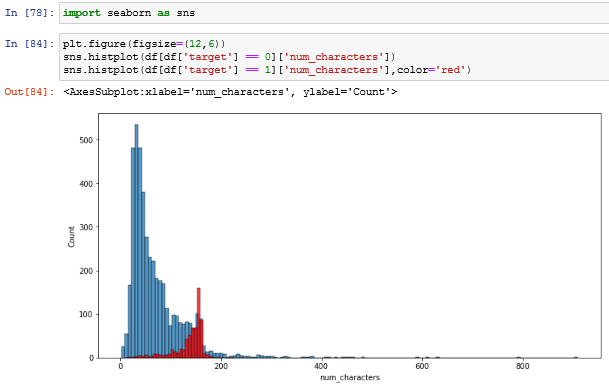 In [78]: import seaborn as sns
In [84]: plt.figure(figsize=(12,6))
sns.histplot(df[df['target'] == 0]['num_characters'])
sns.histplot(df[df['target'] == 1]['num_characters'],color='red')
Out[84]: <AxesSubplot:xlabel='num_characters', ylabel='Count'>
500
400
300
200
100
0
Count
0 200 400 600 800
num_characters